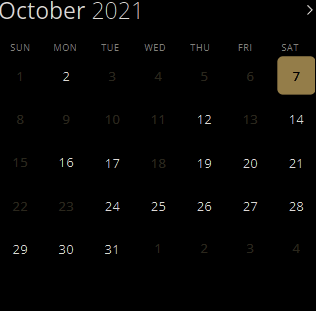 October 2021
SUN MON TUE WED THU FRI SAT
1 2 3 4 5 6 7
8 9 10 11 12 13 14
15 16 17 18 19 20 21
22 23 24 25 26 27 28
29 30 31 1 2 3 4